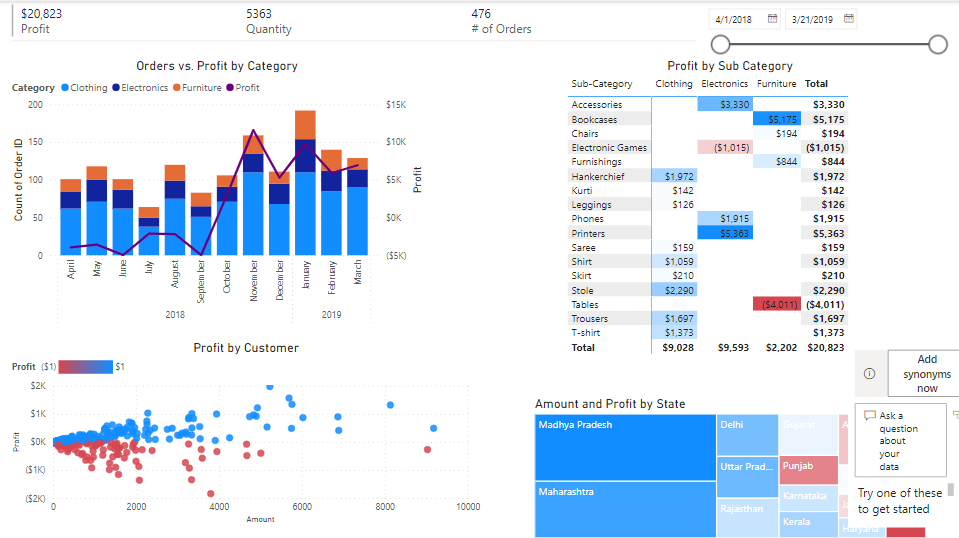 $20,823
Profit
5363
Quantity
476
# of Orders
4/1/2018
3/21/2019
Orders vs. Profit by Category
Category Clothing Electronics Furniture Profit
Count of Order ID
200
150
100
50
0
$15K
$10K
$5K
$0K
($5K)
Profit
April
May
June
July
August
September
October
November
December
January
February
March
2018
2019
Profit by Sub Category
Sub-Category Clothing Electronics Furniture Total
Accessories $3,330 $3,330
Bookcases $5,175 $5,175
Chairs $194 $194
Electronic Games ($1,015) ($1,015)
Furnishings $844 $844
Hankerchief $1,972 $1,972
Kurti $142 $142
Leggings $126 $126
Phones $1,915 $1,915
Printers $5,363 $5,363
Saree $159 $159
Shirt $1,059 $1,059
Skirt $210 $210
Stole $2,290 $2,290
Tables ($4,011) ($4,011)
Trousers $1,697 $1,697
T-shirt $1,373 $1,373
Total $9,028 $9,593 $2,202 $20,823
Profit by Customer
Profit ($1) $1
Profit
$2K
$1K
$0K
($1K)
($2K)
0 2000 4000 6000 8000 10000
Amount
Amount and Profit by State
Madhya Pradesh
Maharashtra
Delhi
Uttar Prad...
Rajasthan
Gujarat
Punjab
Karnataka
Kerala
A
Haryana
Add
synonyms
now
Ask a
question
about
your
data
Try one of these
to get started